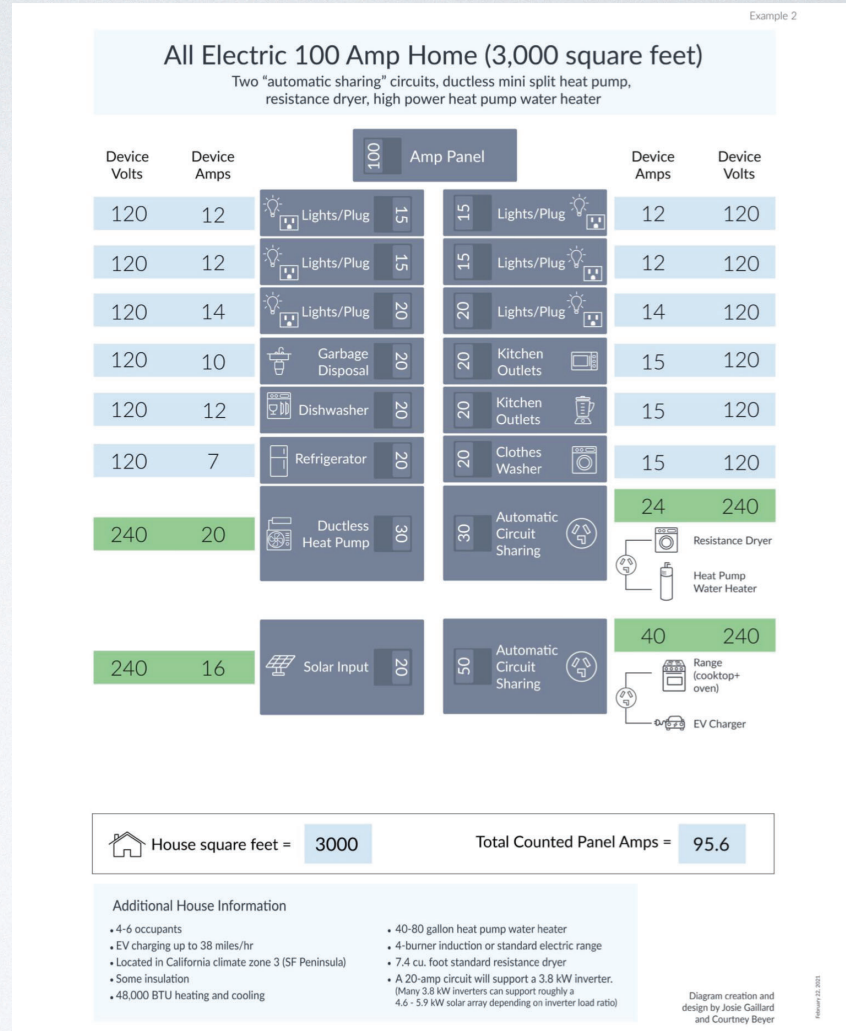 Example 2
All Electric 100 Amp Home (3,000 square feet)
Two “automatic sharing” circuits, ductless mini split heat pump,
resistance dryer, high power heat pump water heater
Device
Volts
Device
Amps
100 Amp Panel
Device
Amps
Device
Volts
120 12 Lights/Plug 15 15 Lights/Plug 12 120
120 12 Lights/Plug 15 15 Lights/Plug 12 120
120 14 Lights/Plug 20 20 Lights/Plug 14 120
120 10 Garbage
Disposal 20 20 Kitchen
Outlets 15 120
120 12 Dishwasher 20 20 Kitchen
Outlets 15 120
120 7 Refrigerator 20 20 Clothes
Washer 15 120
240 20 Ductless
Heat Pump 30 30 Automatic
Circuit
Sharing 24 240
Resistance Dryer
Heat Pump
Water Heater
240 16 Solar Input 20 50 Automatic
Circuit
Sharing 40 240
Range
(cooktop+
oven)
EV Charger
House square feet = 3000
Total Counted Panel Amps = 95.6
Additional House Information
• 4-6 occupants
• EV charging up to 38 miles/hr
• Located in California climate zone 3 (SF Peninsula)
• Some insulation
• 48,000 BTU heating and cooling
• 40-80 gallon heat pump water heater
• 4-burner induction or standard electric range
• 7.4 cu. foot standard resistance dryer
• A 20-amp circuit will support a 3.8 kW inverter.
(Many 3.8 kW inverters can support roughly a
4.6 - 5.9 kW solar array depending on inverter load ratio)
Diagram creation and
design by Josie Gaillard
and Courtney Beyer
February 22, 2021